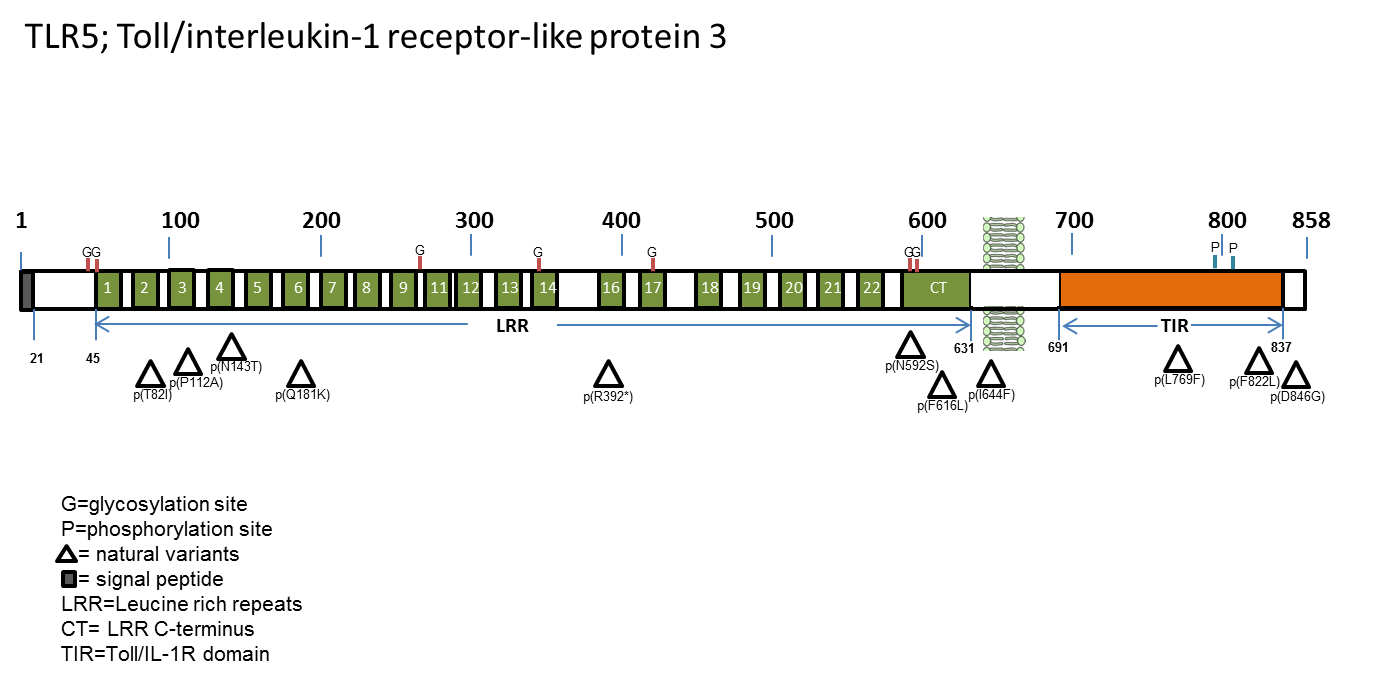 TLR5; Toll/interleukin-1 receptor-like protein 3
1 100 200 300 400 500 600 700 800 858
GG G G G GG P P
1 2 3 4 5 6 7 8 9 11 12 13 14 16 17 18 19 20 21 22 CT
LRR TIR
21 45 631 691 837
p(T82I) p(P112A) p(N143T) p(Q181K) p(R392*) p(N592S) p(F616L) p(I644F) p(L769F) p(F822L) p(D846G)
G=glycosylation site
P=phosphorylation site
= natural variants
= signal peptide
LRR=Leucine rich repeats
CT= LRR C-terminus
TIR=Toll/IL-1R domain